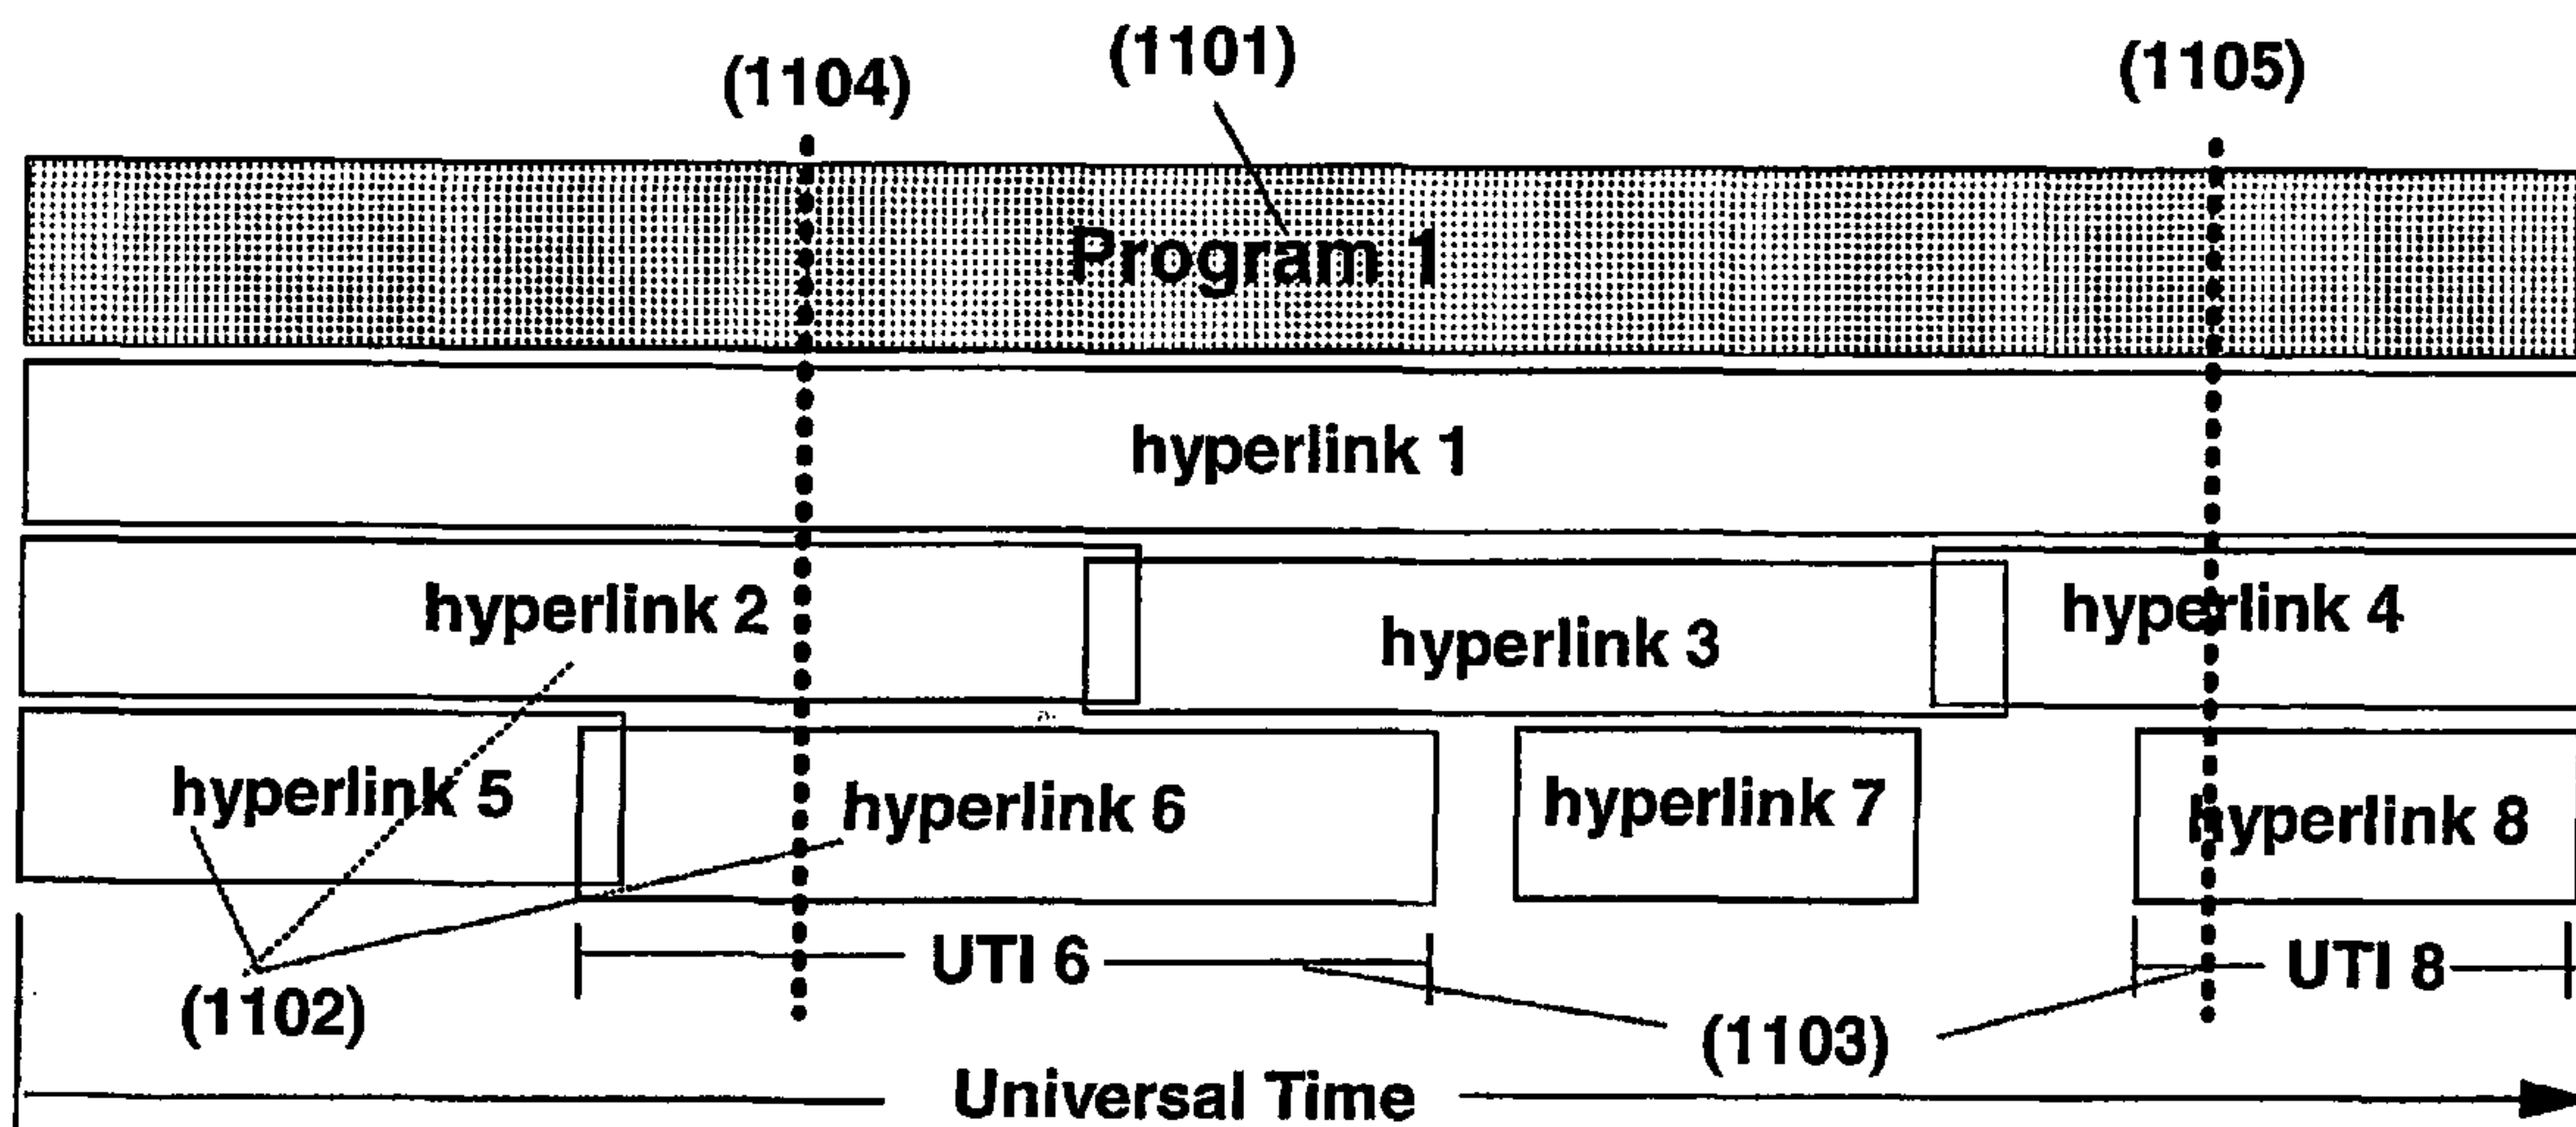 (1104)
(1101)
(1105)
Program 1
hyperlink 1
hyperlink 2
hyperlink 3
hyperlink 4
hyperlink 5
hyperlink 6
hyperlink 7
hyperlink 8
UTI 6
UTI 8
(1102)
(1103)
Universal Time